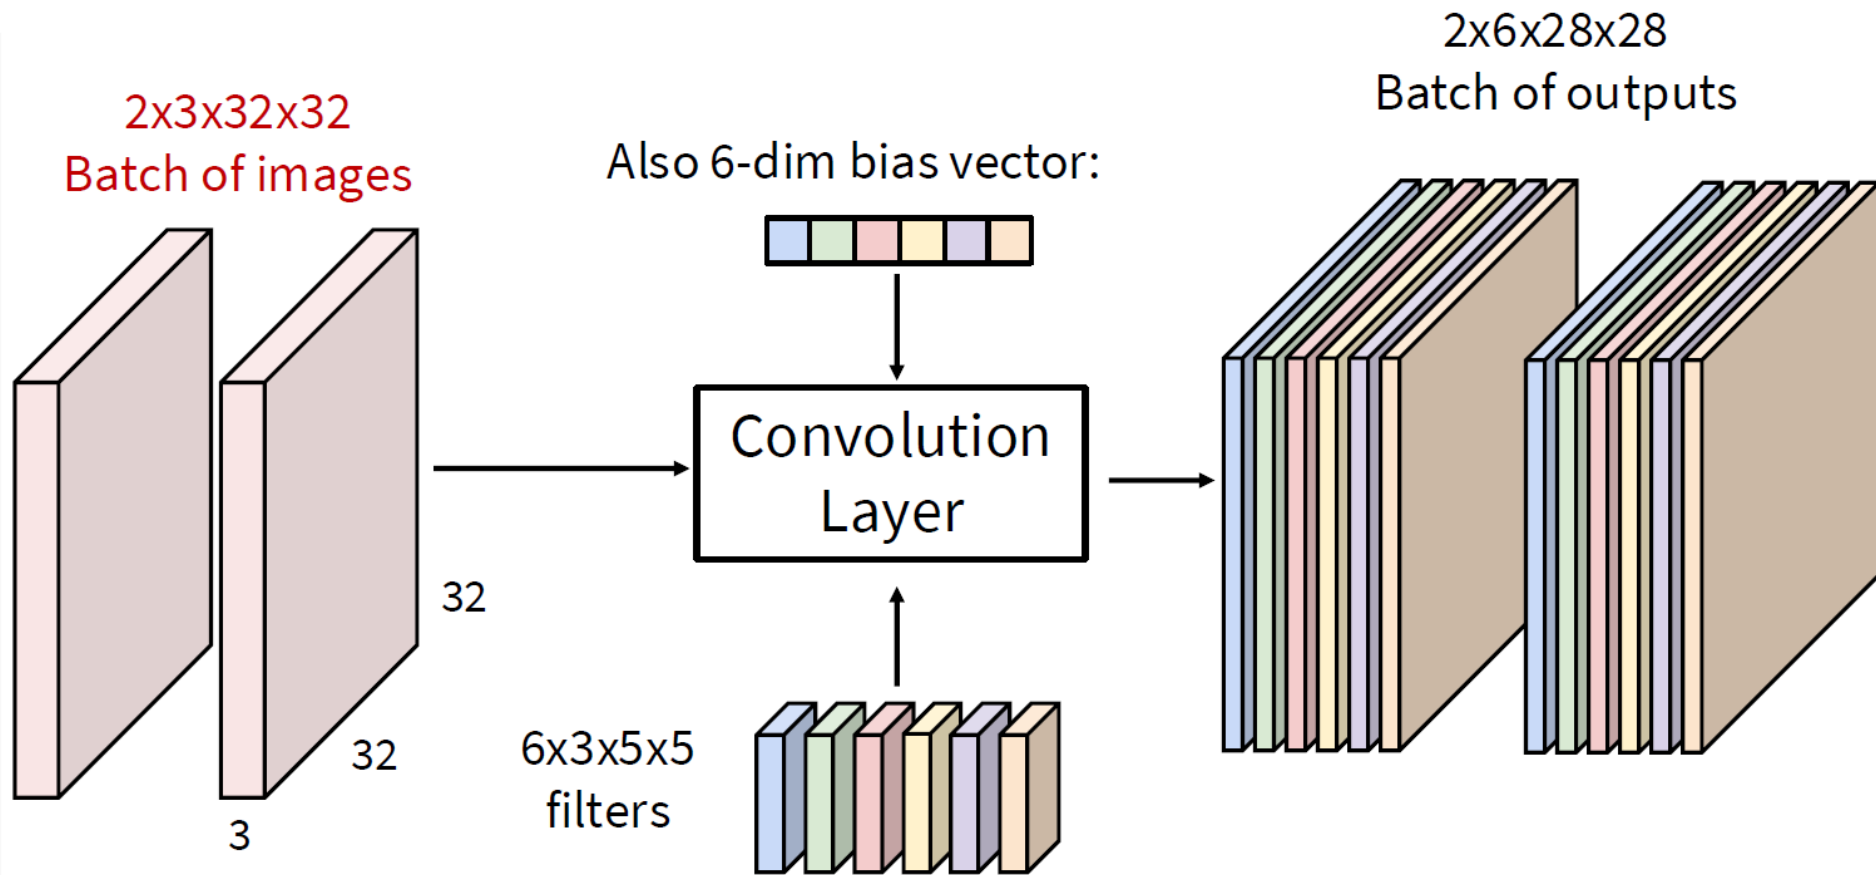 2x3x32x32
Batch of images
32
32
3
Also 6-dim bias vector:
Convolution
Layer
6x3x5x5
filters
2x6x28x28
Batch of outputs